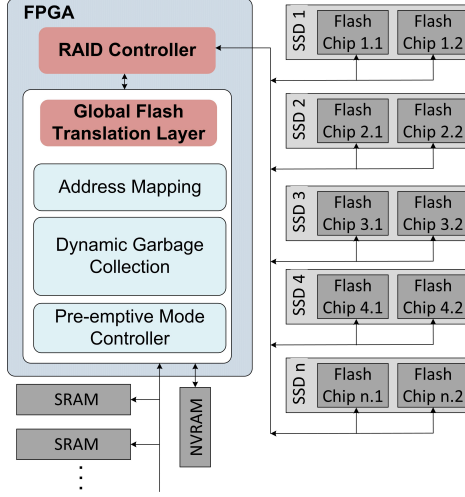 FPGA
RAID Controller
Global Flash
Translation Layer
Address Mapping
Dynamic Garbage
Collection
Pre-emptive Mode
Controller
SRAM
SRAM
NVRAM
SSD 1
Flash
Chip 1.1
Flash
Chip 1.2
SSD 2
Flash
Chip 2.1
Flash
Chip 2.2
SSD 3
Flash
Chip 3.1
Flash
Chip 3.2
SSD 4
Flash
Chip 4.1
Flash
Chip 4.2
SSD n
Flash
Chip n.1
Flash
Chip n.2